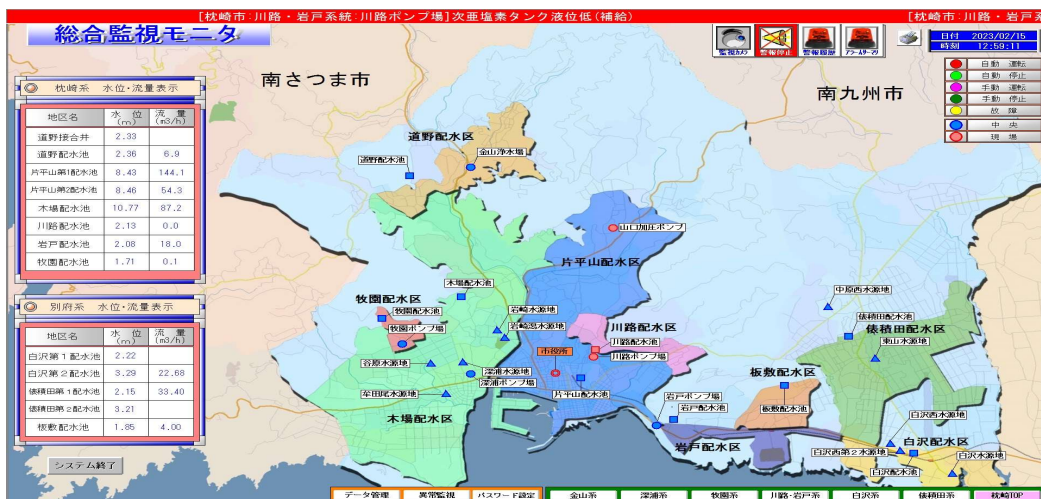 [枕崎市:川路・岩戸系統:川路ポンプ場]次亜塩素タンク液位低(補給)
[枕崎市:川路・岩戸系
総合監視モニタ
監視カメラ
警報停止
警報履歴
アラームサーマリ
日付 2023/02/15
時刻 12:59:11
自動 運転
自動 停止
手動 運転
手動 停止
故障
中央
現場
枕崎系 水位・流量表示
地区名 水位(m) 流量(m3/h)
道野接合井 2.33
道野配水池 2.36 6.9
片平山第1配水池 8.43 144.1
片平山第2配水池 8.46 54.3
木場配水池 10.77 87.2
川路配水池 2.13 0.0
岩戸配水池 2.08 18.0
牧園配水池 1.71 0.1
別府系 水位・流量表示
地区名 水位(m) 流量(m3/h)
白沢第1配水池 2.22
白沢第2配水池 3.29 22.68
俵積田第1配水池 2.15 33.40
俵積田第2配水池 3.21
板敷配水池 1.85 4.00
システム終了
南さつま市
南九州市
道野配水区
道野配水池
金山浄水場
山口加圧ポンプ
片平山配水区
木場配水池
牧園配水区
牧園配水池
牧園ポンプ場
岩崎水源地
岩崎潟水源地
谷原水源地
深浦水源地
深浦ポンプ場
牟田尾水源地
木場配水区
川路配水区
川路配水池
川路ポンプ場
市役所
片平山配水池
中原西水源地
俵積田配水池
俵積田配水区
東山水源地
板敷配水区
板敷配水池
岩戸ポンプ場
岩戸配水池
岩戸配水区
白沢西水源地
白沢配水区
白沢西第2水源地
白沢水源地
白沢配水池
データ管理
異常監視
パスワード設定
金山系
深浦系
牧園系
川路・岩戸系
白沢系
俵積田系
枕崎TOP